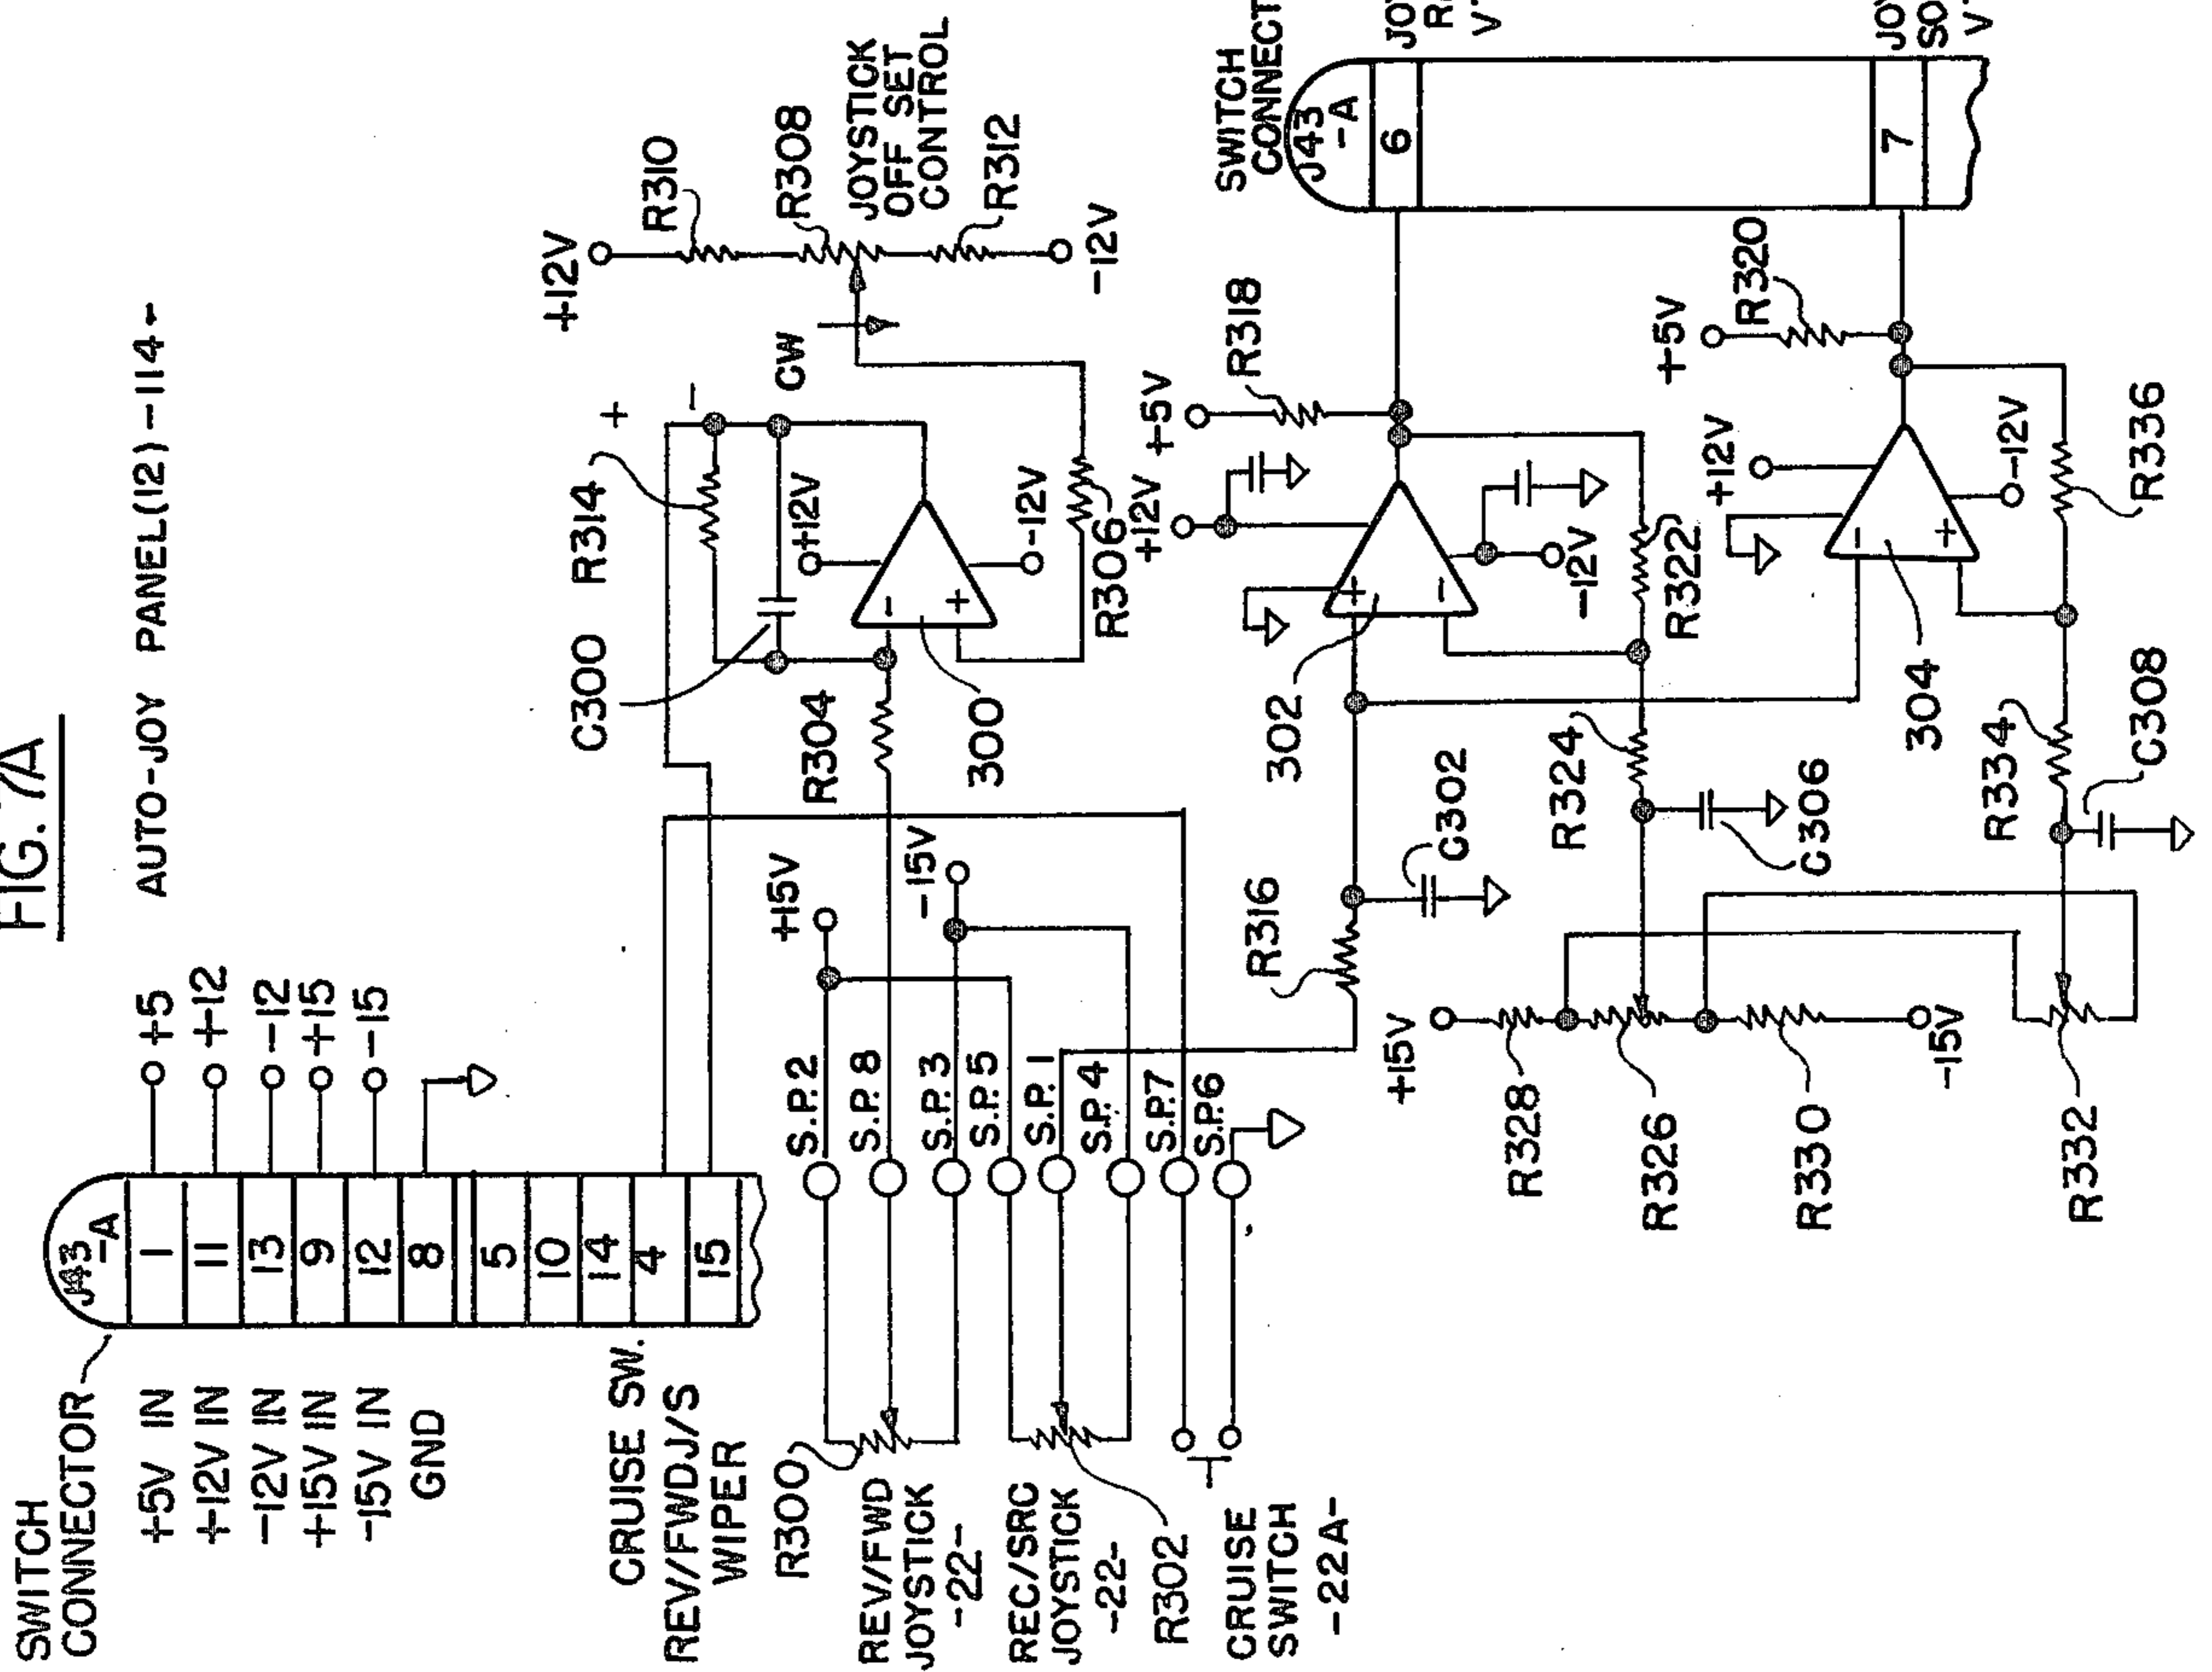 FIG. 7A
AUTO-JOY PANEL(12)-114-
SWITCH
CONNECTOR
J43
-A
+5V IN
1
+5
+12V IN
11
+12
-12V IN
13
-12
+15V IN
9
+15
-15V IN
12
-15
GND
8
5
10
14
CRUISE SW.
4
REV/FWDJ/S
WIPER
15
R300
REV/FWD
JOYSTICK
-22-
REC/SRC
JOYSTICK
-22-
R302
CRUISE
SWITCH
-22A-
S.P.2
S.P. 8
S.P. 3
S.P. 5
S.P. 1
S.P. 4
S.P.7
S.P.6
+15V
-15V
C300
R314
+
-
R304
300
-
+
+12V
-12V
R306
CW
+12V
R310
R308
JOYSTICK
OFF SET
CONTROL
R312
-12V
R316
C302
302
+
-
+12V
+5V
R318
-12V
R322
R324
C306
+15V
R328
R326
R330
-15V
R332
R334
C308
304
-
+
+12V
-12V
+5V
R320
R336
SWITCH
J43
-A
6
7